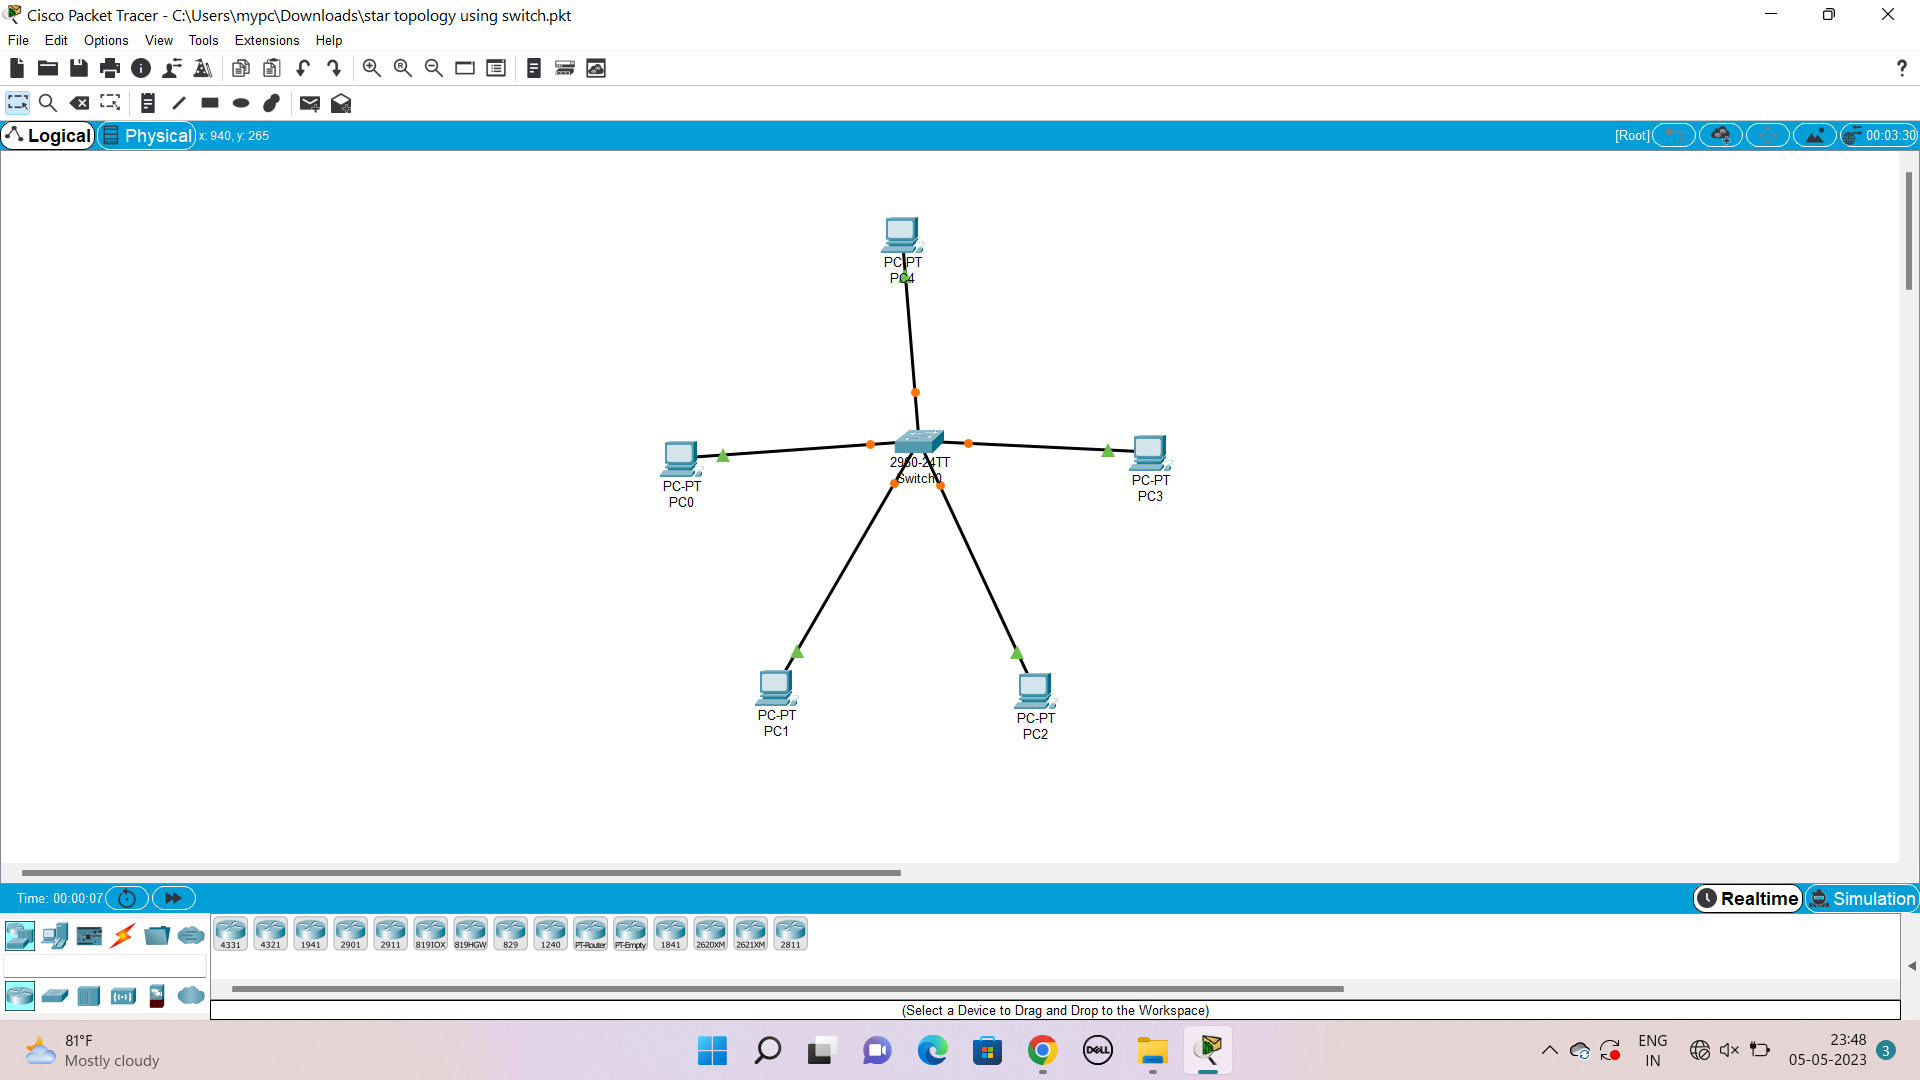 Cisco Packet Tracer - C:\Users\mypc\Downloads\star topology using switch.pkt
File Edit Options View Tools Extensions Help
Logical Physical x: 940, y: 265 [Root] 00:03:30
PC-PT
PC4
2960-24TT
Switch0
PC-PT
PC0
PC-PT
PC3
PC-PT
PC1
PC-PT
PC2
Time: 00:00:07 Realtime Simulation
4331 4321 1941 2901 2911 819IOX 819HGW 829 1240 PT-Router PT-Empty 1841 2620XM 2621XM 2811
(Select a Device to Drag and Drop to the Workspace)
81°F
Mostly cloudy
DELL
ENG
IN
23:48
05-05-2023
3